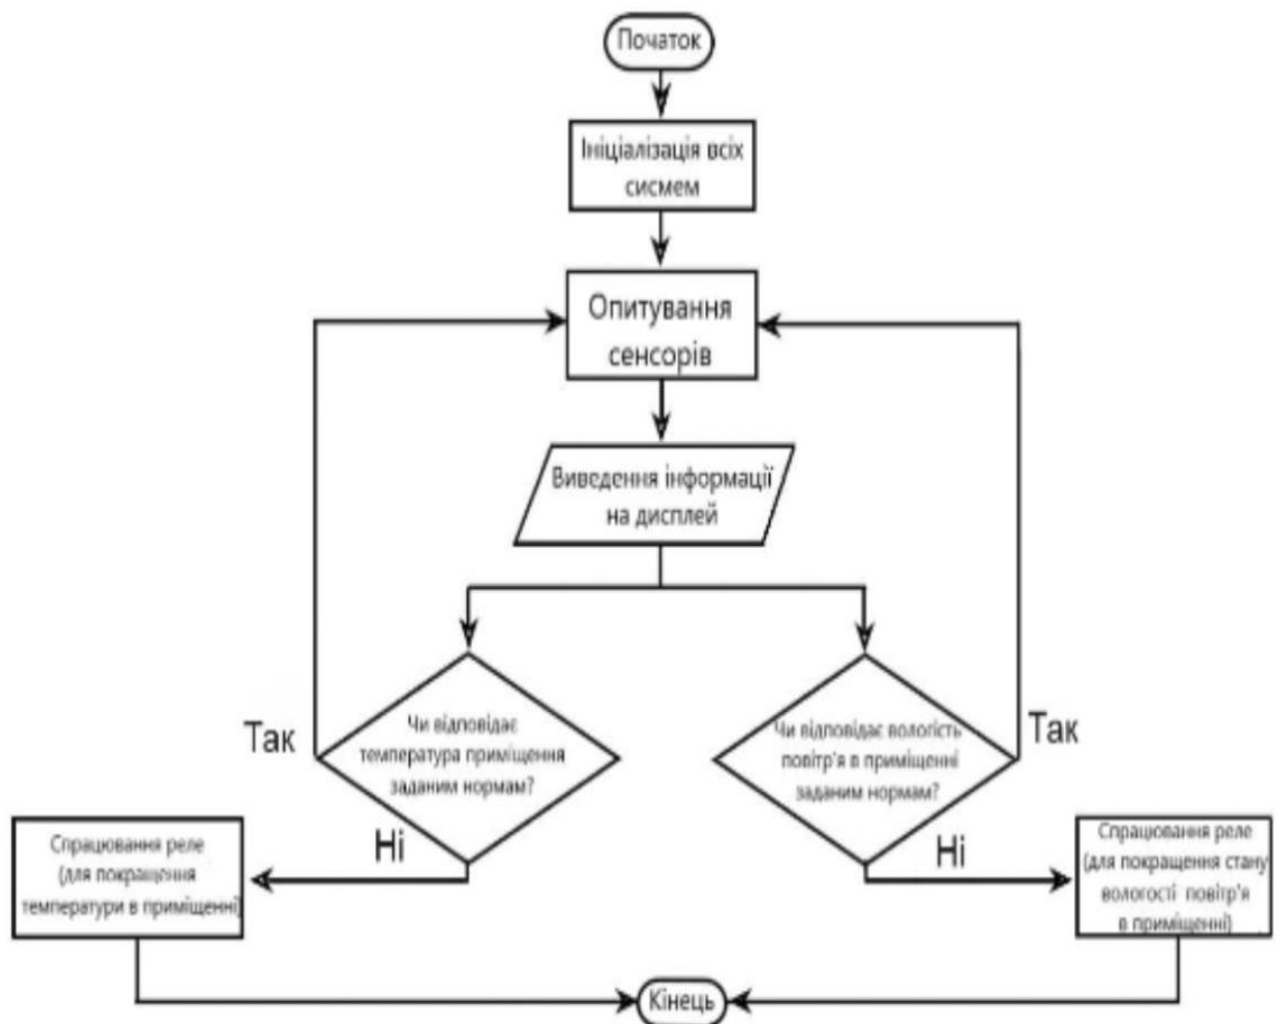 Початок
Ініціалізація всіх
сисмем
Опитування
сенсорів
Виведення інформації
на дисплей
Чи відповідає
температура приміщення
заданим нормам?
Так
Ні
Чи відповідає вологість
повітр'я в приміщенні
заданим нормам?
Так
Ні
Спрацювання реле
(для покращення
температури в приміщенні)
Спрацювання реле
(для покращення стану
вологості повітр'я
в приміщенні)
Кінець